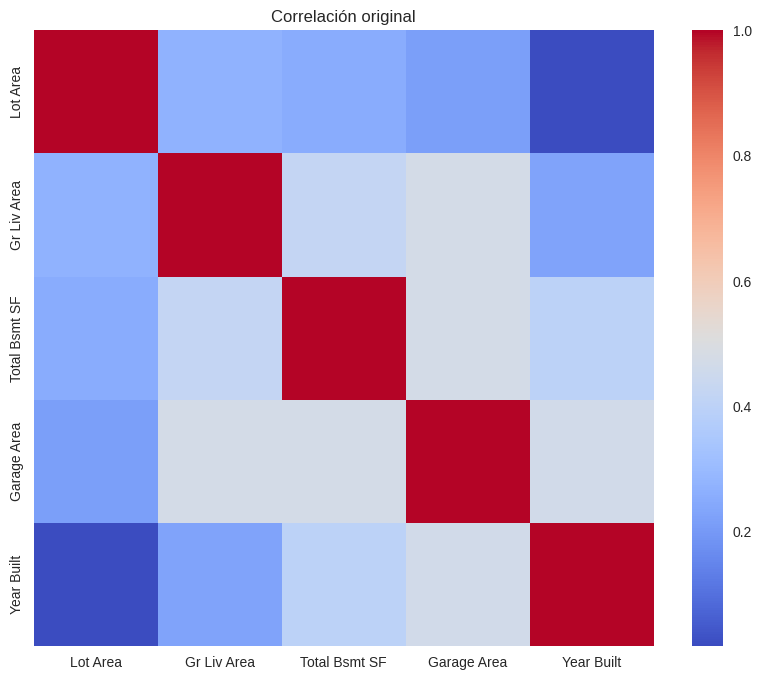 Correlación original
Lot Area
Gr Liv Area
Total Bsmt SF
Garage Area
Year Built
Lot Area
Gr Liv Area
Total Bsmt SF
Garage Area
Year Built
1.0
0.8
0.6
0.4
0.2